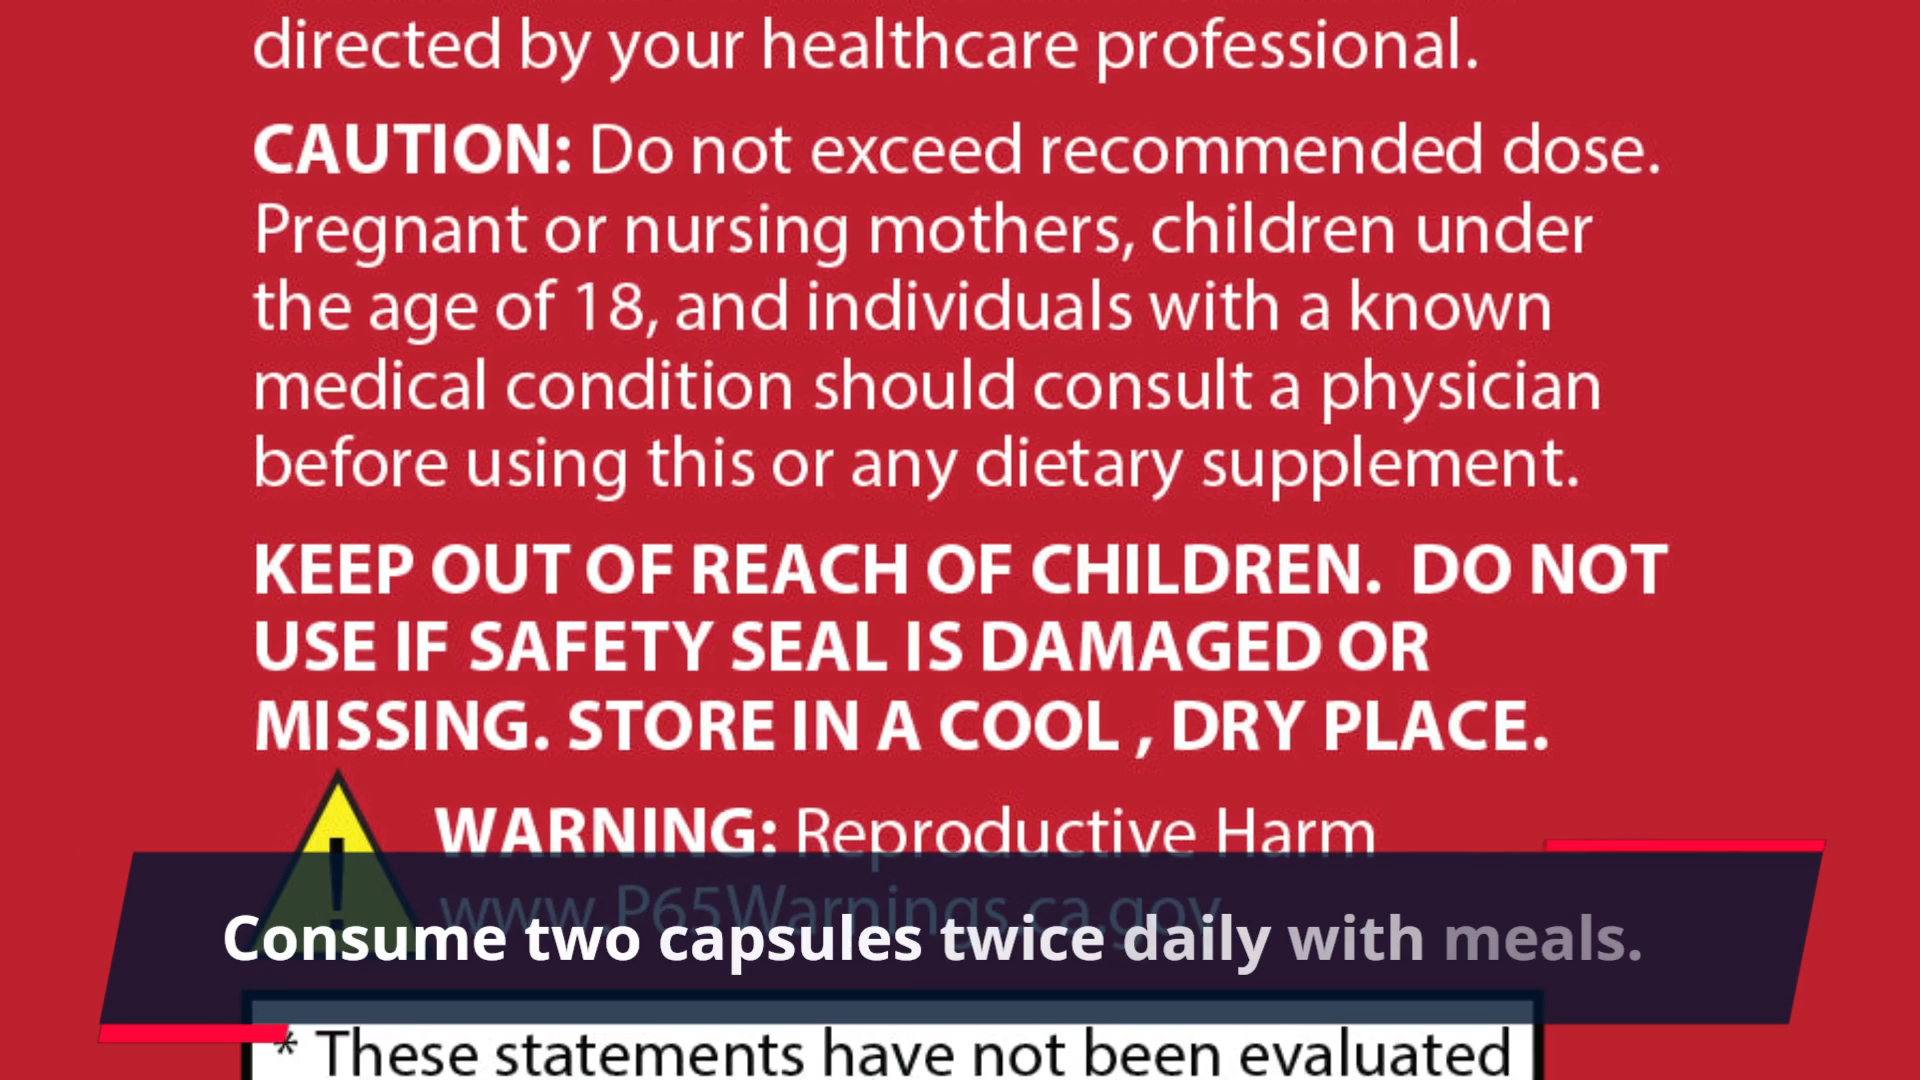 directed by your healthcare professional.
CAUTION: Do not exceed recommended dose.
Pregnant or nursing mothers, children under
the age of 18, and individuals with a known
medical condition should consult a physician
before using this or any dietary supplement.
KEEP OUT OF REACH OF CHILDREN. DO NOT
USE IF SAFETY SEAL IS DAMAGED OR
MISSING. STORE IN A COOL , DRY PLACE.
WARNING: Reproductive Harm
www.P65Warnings.ca.gov
Consume two capsules twice daily with meals.
* These statements have not been evaluated